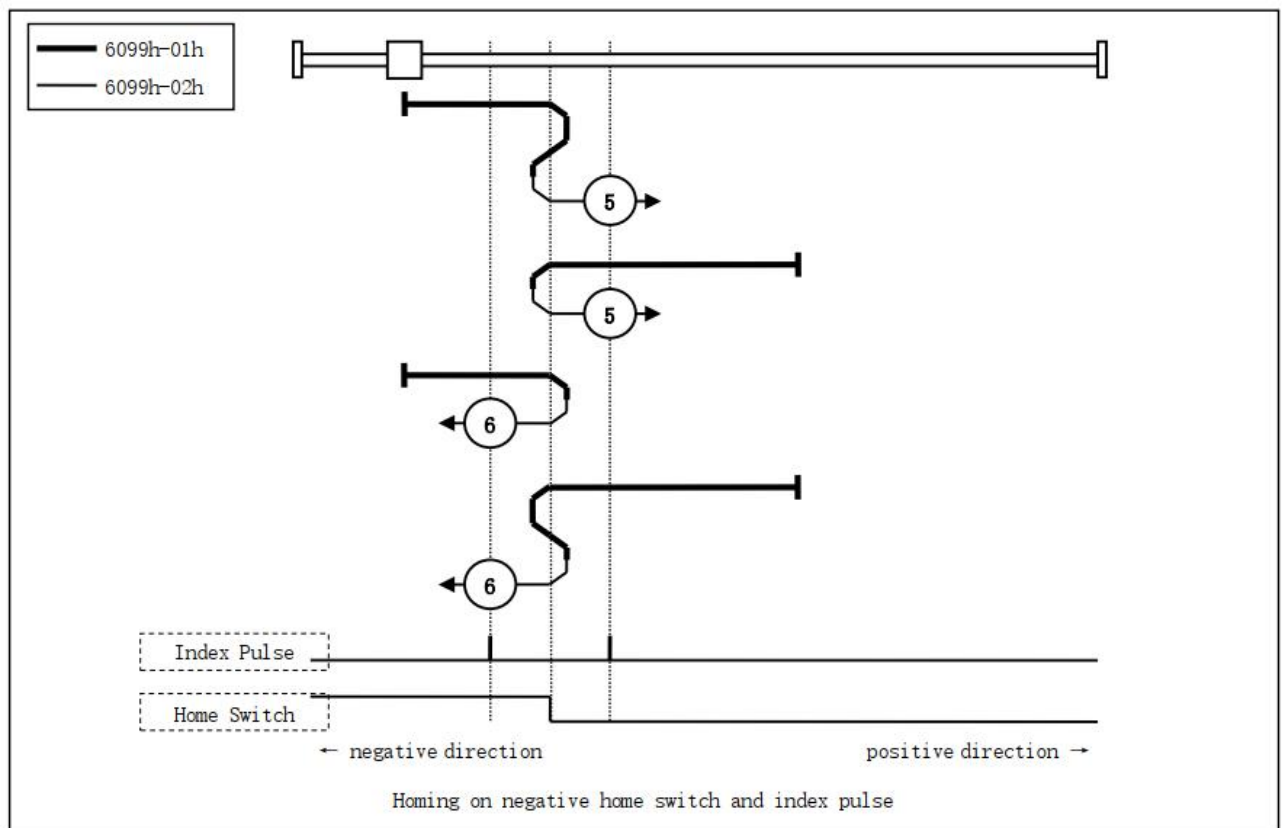 6099h-01h
6099h-02h
5
5
6
6
Index Pulse
Home Switch
← negative direction
positive direction →
Homing on negative home switch and index pulse